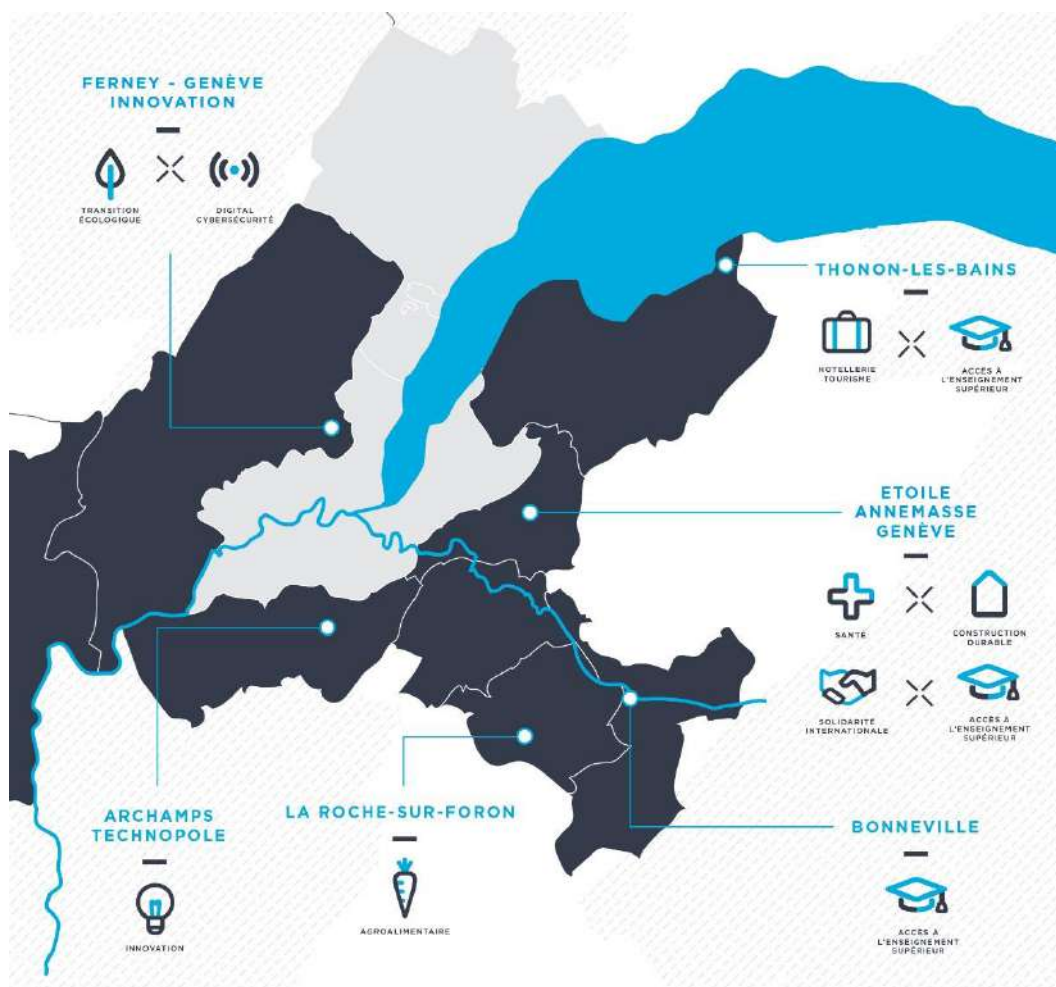 FERNEY - GENÈVE
INNOVATION
TRANSITION
ÉCOLOGIQUE
DIGITAL
CYBERSÉCURITÉ
THONON-LES-BAINS
HOTELLERIE
TOURISME
ACCÈS À
L'ENSEIGNEMENT
SUPÉRIEUR
ETOILE
ANNEMASSE
GENÈVE
SANTÉ
CONSTRUCTION
DURABLE
SOLIDARITÉ
INTERNATIONALE
ACCÈS À
L'ENSEIGNEMENT
SUPÉRIEUR
ARCHAMPS
TECHNOPOLE
INNOVATION
LA ROCHE-SUR-FORON
AGROALIMENTAIRE
BONNEVILLE
ACCÈS À
L'ENSEIGNEMENT
SUPÉRIEUR